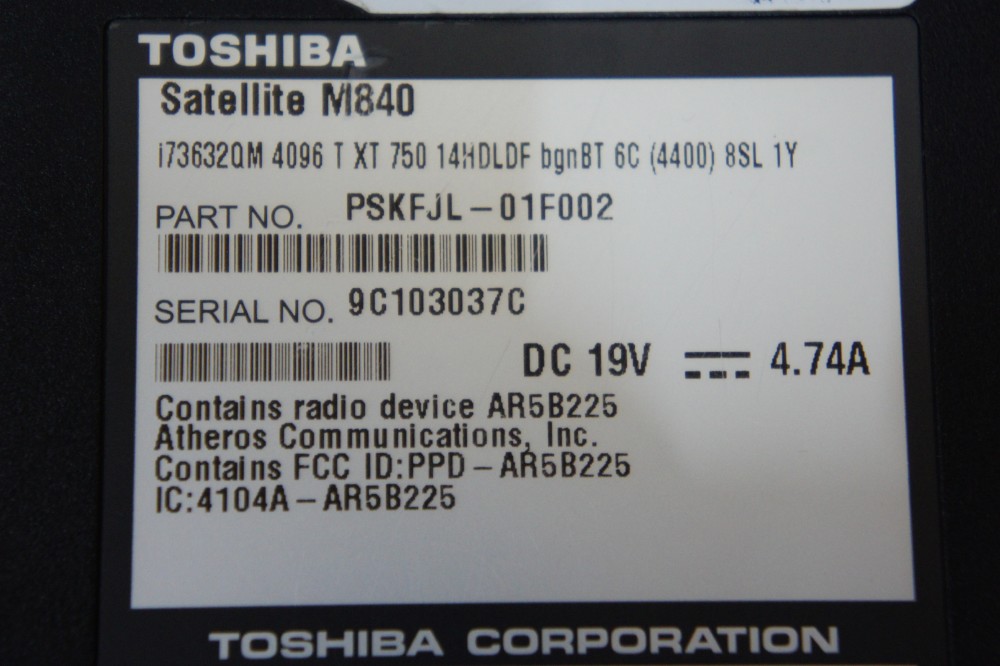 TOSHIBA
Satellite M840
i73632QM 4096 T XT 750 14HDLDF bgnBT 6C (4400) 8SL 1Y
PART NO. PSKFJL-01F002
SERIAL NO. 9C103037C
DC 19V ⎓ 4.74A
Contains radio device AR5B225
Atheros Communications, Inc.
Contains FCC ID:PPD-AR5B225
IC:4104A-AR5B225
TOSHIBA CORPORATION